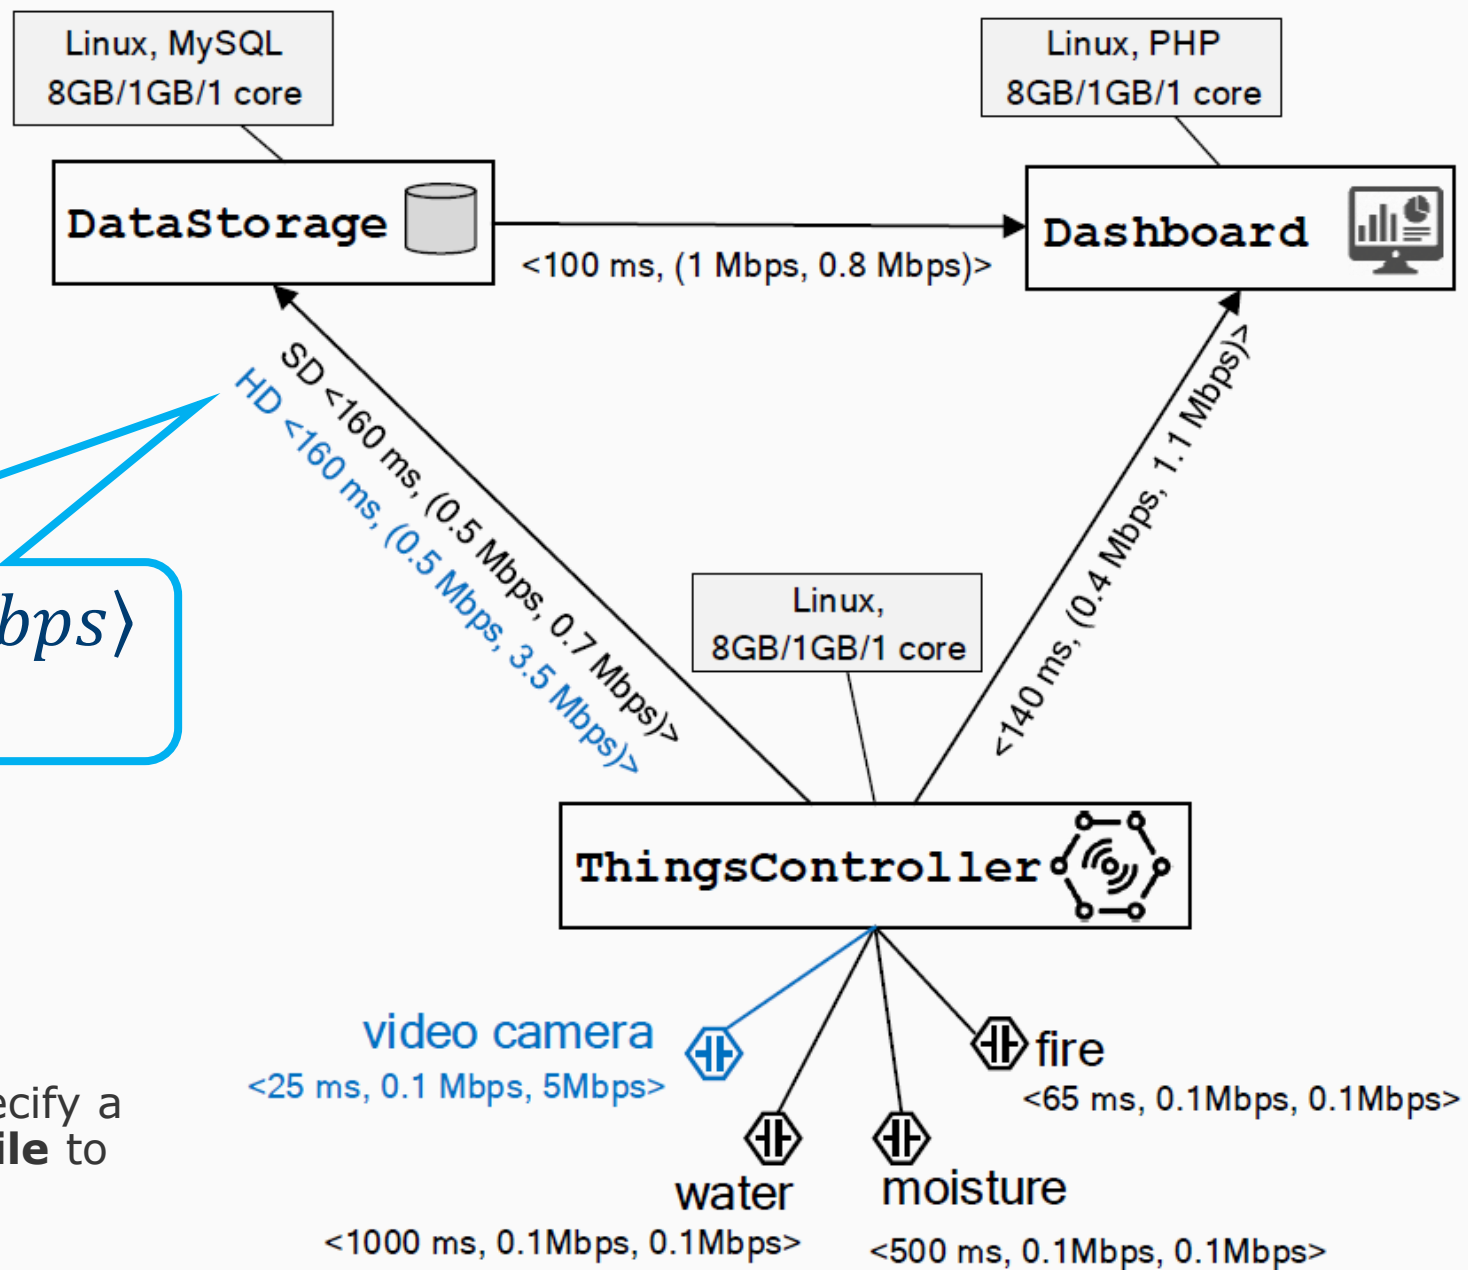 Linux, MySQL
8GB/1GB/1 core
Linux, PHP
8GB/1GB/1 core
DataStorage
Dashboard
<100 ms, (1 Mbps, 0.8 Mbps)>
SD <160 ms, (0.5 Mbps, 0.7 Mbps)>
HD <160 ms, (0.5 Mbps, 3.5 Mbps)>
<140 ms, (0.4 Mbps, 1.1 Mbps)>
bps⟩
Linux,
8GB/1GB/1 core
ThingsController
video camera
<25 ms, 0.1 Mbps, 5Mbps>
fire
<65 ms, 0.1Mbps, 0.1Mbps>
ecify a
ile to
water
<1000 ms, 0.1Mbps, 0.1Mbps>
moisture
<500 ms, 0.1Mbps, 0.1Mbps>